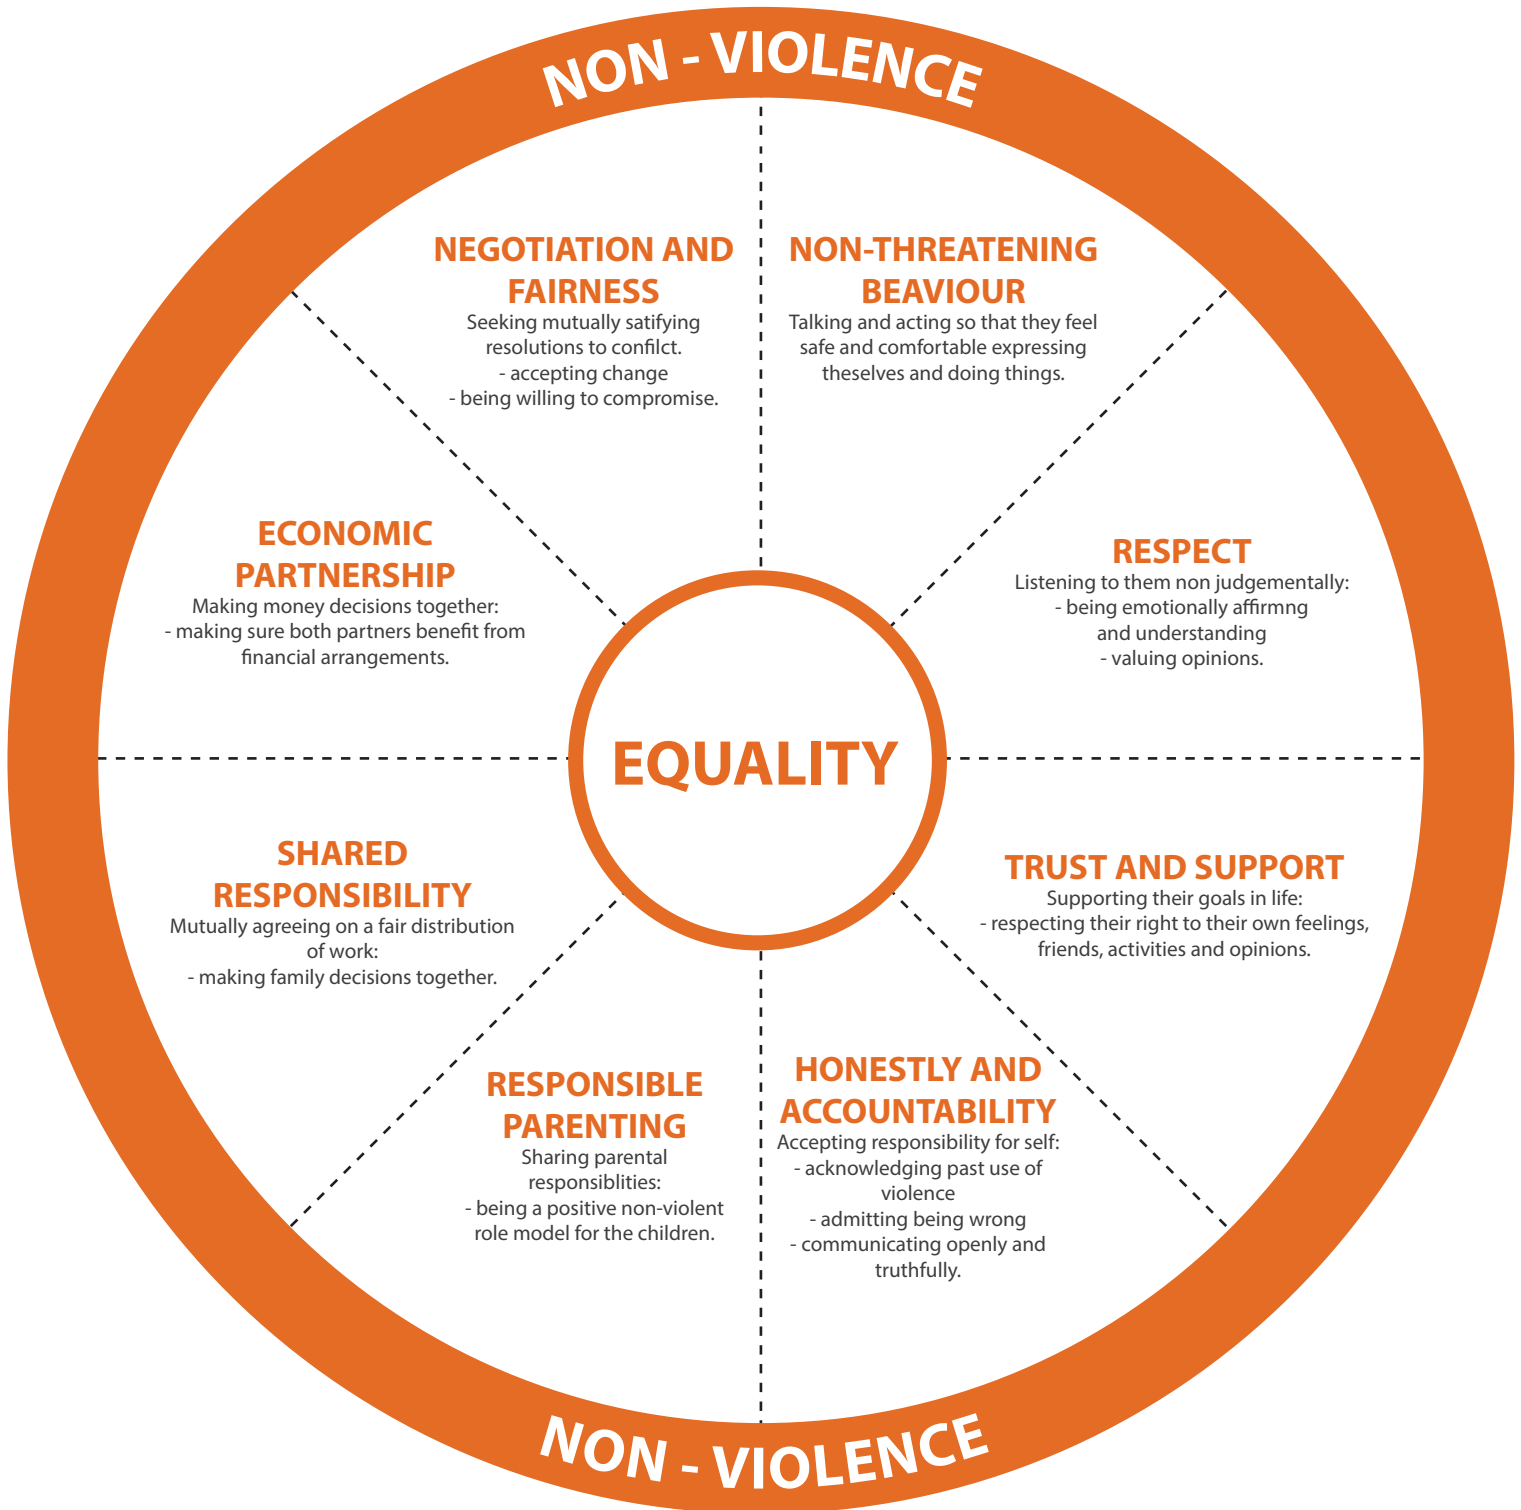 NON - VIOLENCE
NEGOTIATION AND
FAIRNESS
Seeking mutually satifying
resolutions to confilct.
- accepting change
- being willing to compromise.
NON-THREATENING
BEAVIOUR
Talking and acting so that they feel
safe and comfortable expressing
theselves and doing things.
ECONOMIC
PARTNERSHIP
Making money decisions together:
- making sure both partners benefit from
financial arrangements.
RESPECT
Listening to them non judgementally:
- being emotionally affirmng
and understanding
- valuing opinions.
EQUALITY
SHARED
RESPONSIBILITY
Mutually agreeing on a fair distribution
of work:
- making family decisions together.
TRUST AND SUPPORT
Supporting their goals in life:
- respecting their right to their own feelings,
friends, activities and opinions.
RESPONSIBLE
PARENTING
Sharing parental
responsiblities:
- being a positive non-violent
role model for the children.
HONESTLY AND
ACCOUNTABILITY
Accepting responsibility for self:
- acknowledging past use of
violence
- admitting being wrong
- communicating openly and
truthfully.
NON - VIOLENCE